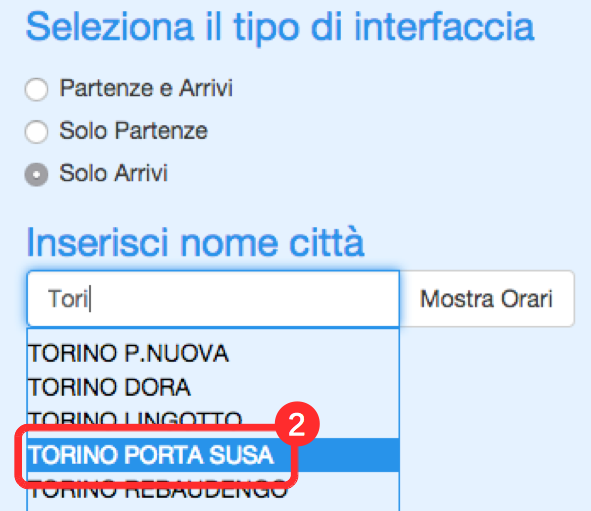 Seleziona il tipo di interfaccia
Partenze e Arrivi
Solo Partenze
Solo Arrivi
Inserisci nome città
Tori
Mostra Orari
TORINO P.NUOVA
TORINO DORA
TORINO LINGOTTO
2
TORINO PORTA SUSA
TORINO REBAUDENGO